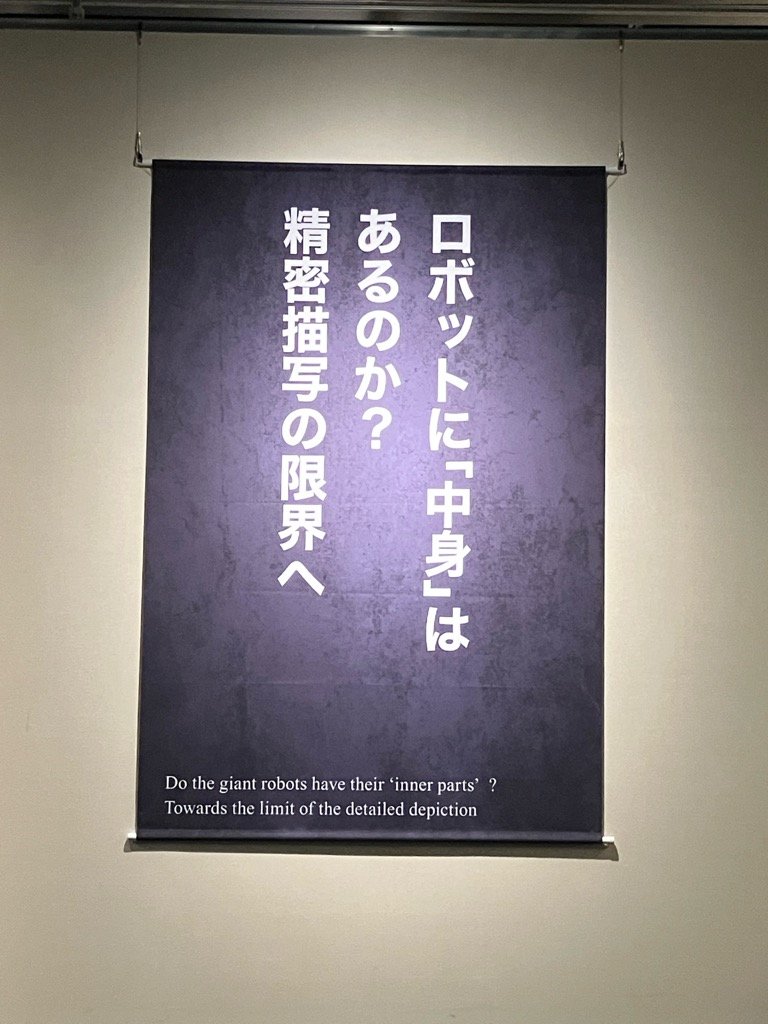 ロボットに「中身」は
あるのか？
精密描写の限界へ
Do the giant robots have their ‘inner parts’ ?
Towards the limit of the detailed depiction